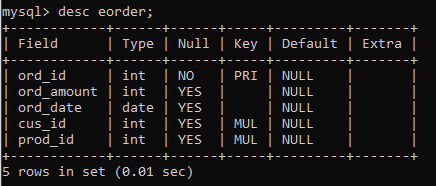 mysql> desc eorder;
+------------+------+------+-----+---------+-------+
| Field      | Type | Null | Key | Default | Extra |
+------------+------+------+-----+---------+-------+
| ord_id     | int  | NO   | PRI | NULL    |       |
| ord_amount | int  | YES  |     | NULL    |       |
| ord_date   | date | YES  |     | NULL    |       |
| cus_id     | int  | YES  | MUL | NULL    |       |
| prod_id    | int  | YES  | MUL | NULL    |       |
+------------+------+------+-----+---------+-------+
5 rows in set (0.01 sec)